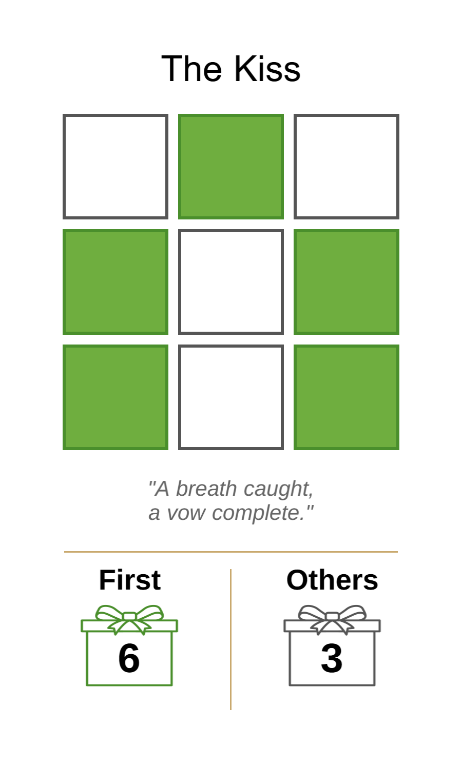 The Kiss
"A breath caught,
a vow complete."
First
Others
6
3